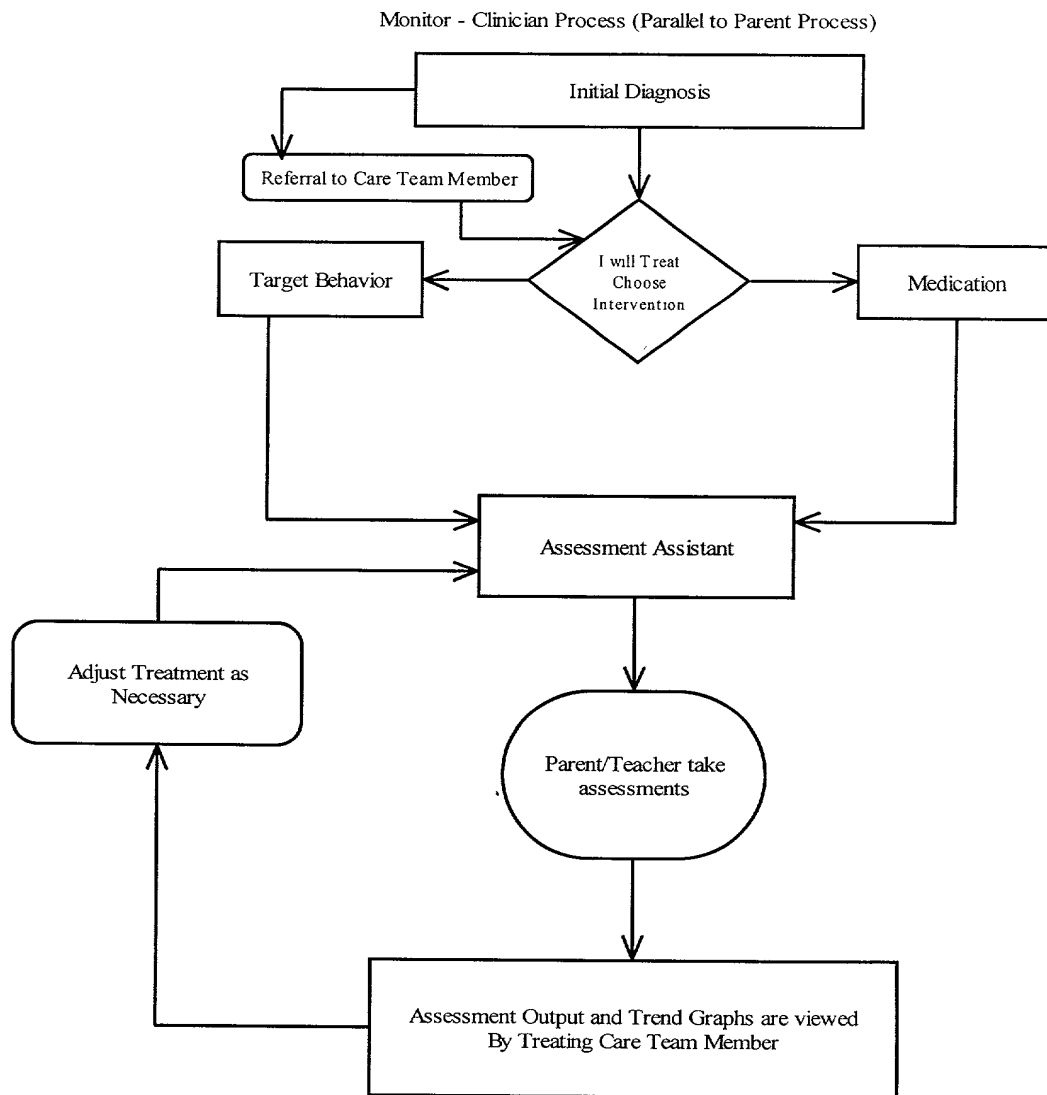 Monitor - Clinician Process (Parallel to Parent Process)
Initial Diagnosis
Referral to Care Team Member
I will Treat
Choose
Intervention
Target Behavior
Medication
Assessment Assistant
Adjust Treatment as
Necessary
Parent/Teacher take
assessments
Assessment Output and Trend Graphs are viewed
By Treating Care Team Member